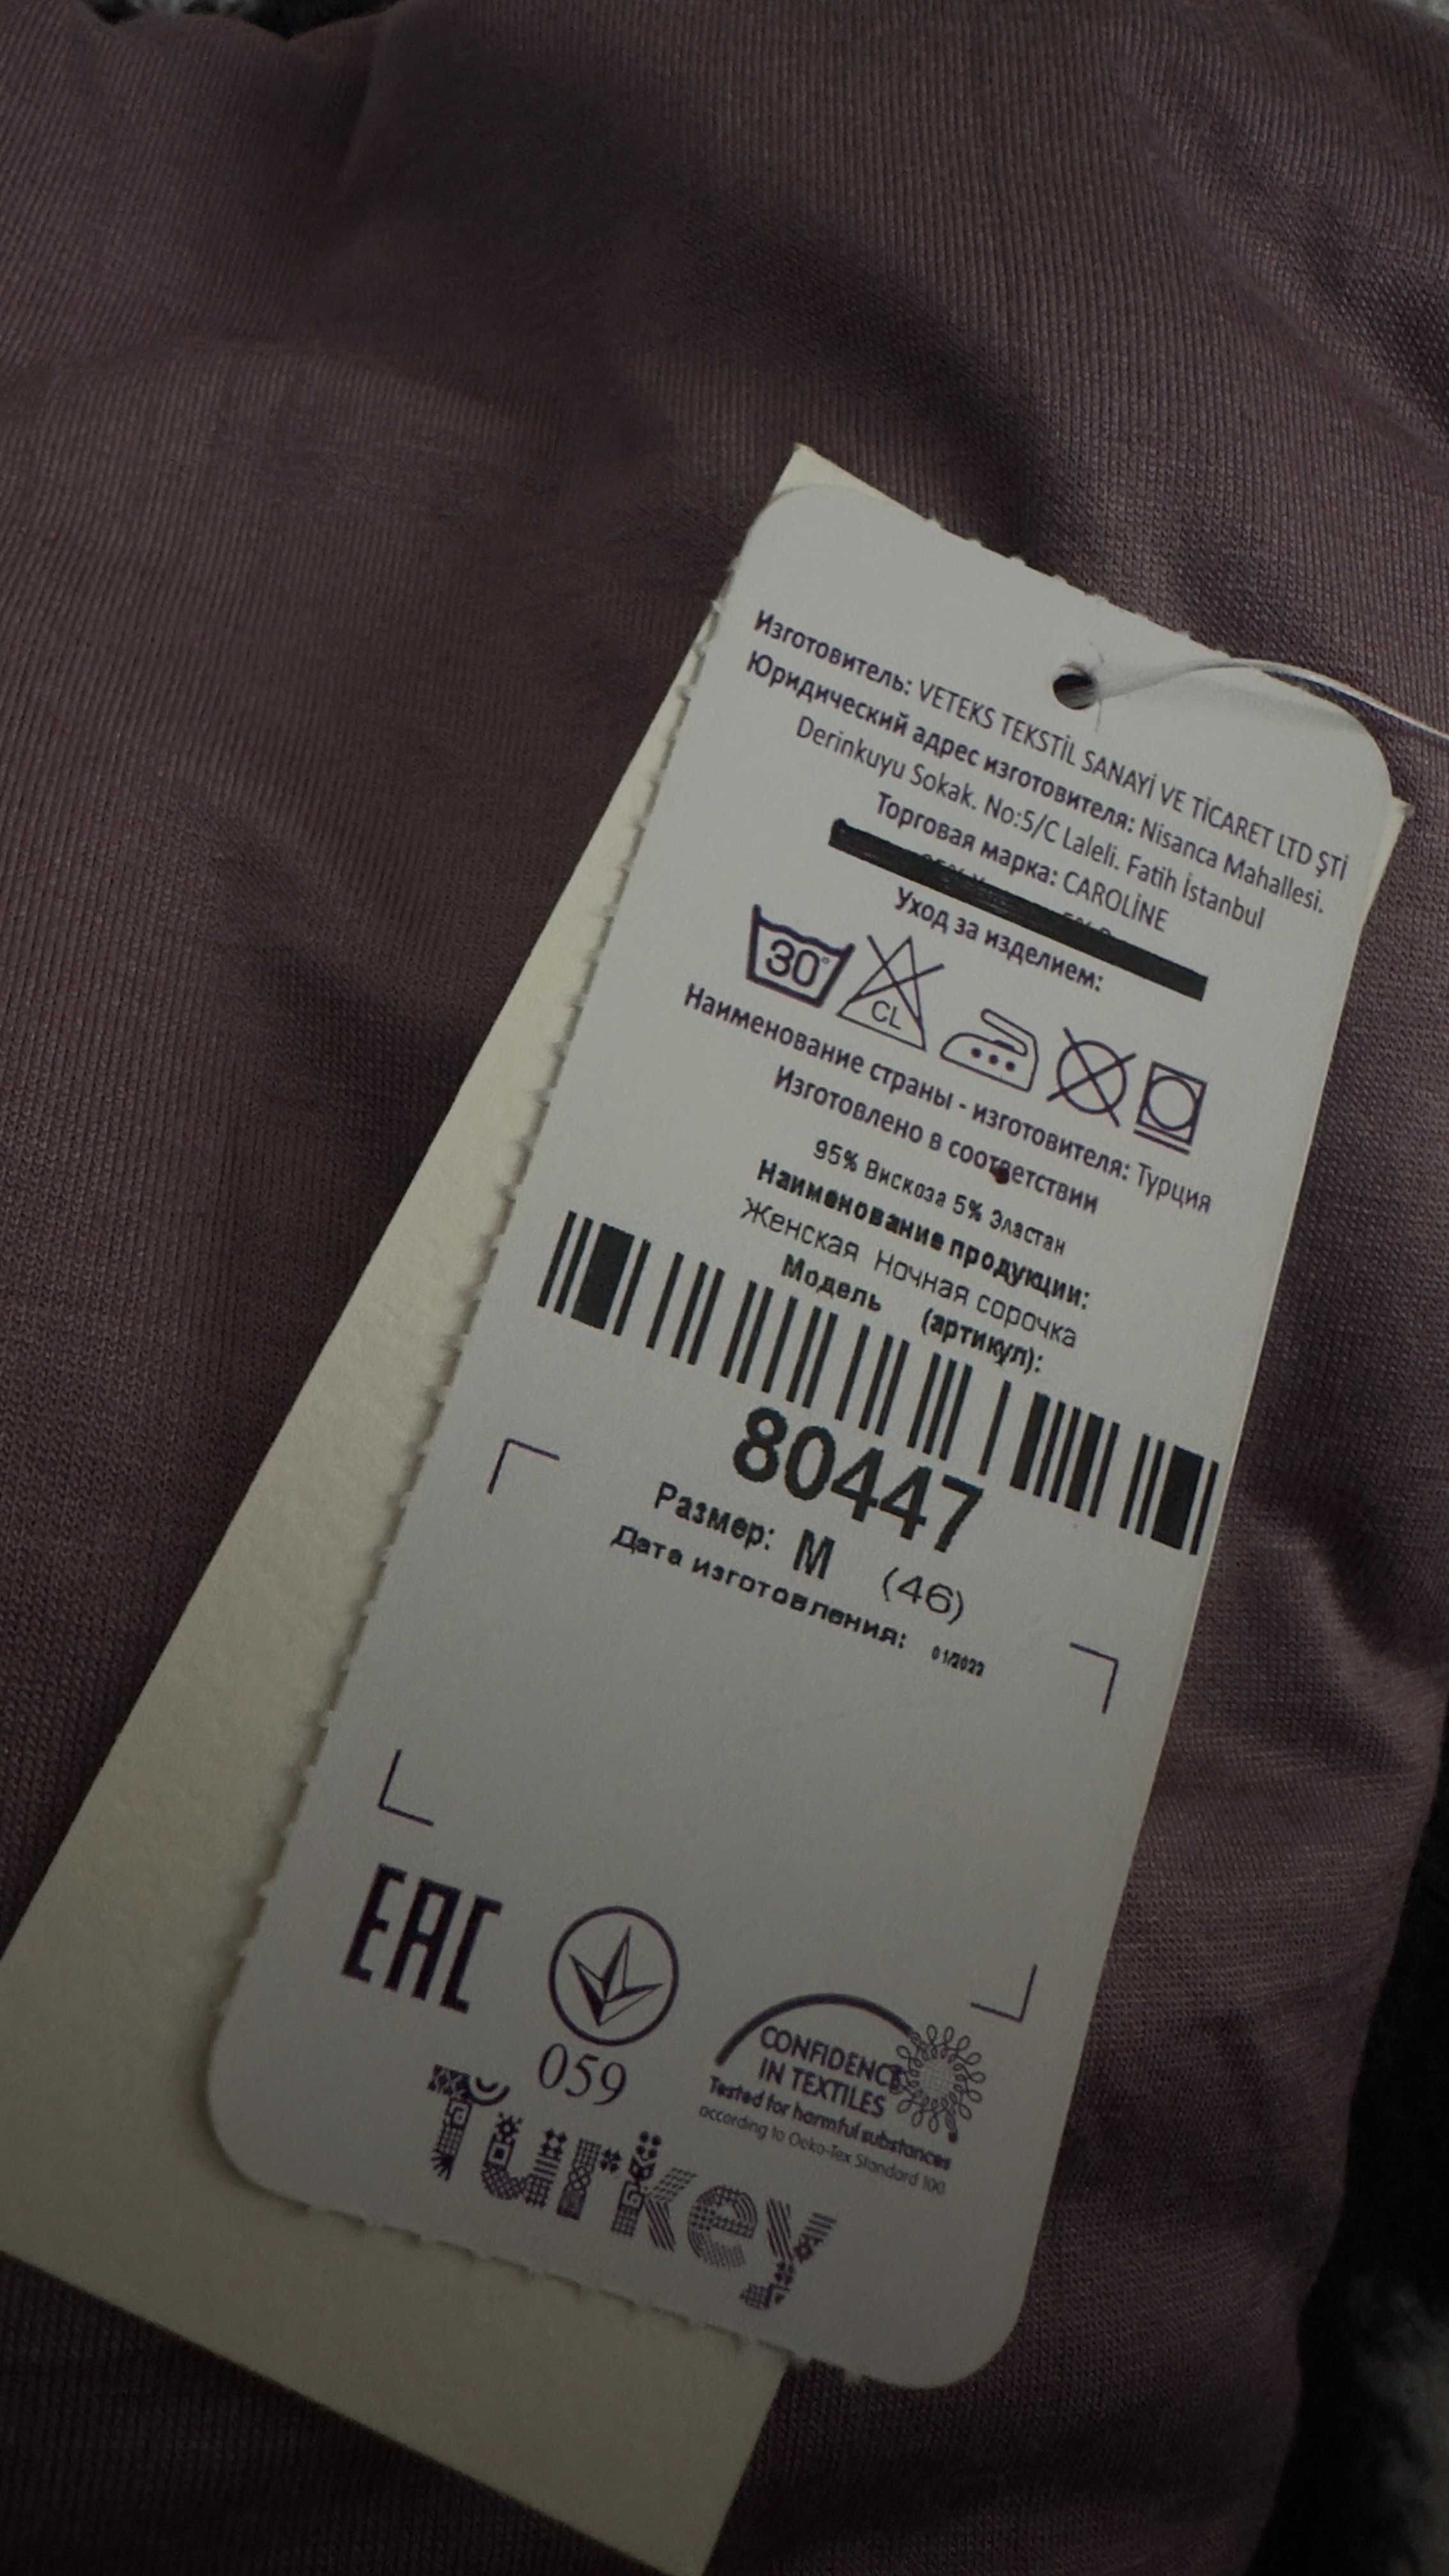 Изготовитель: VETEKS TEKSTİL SANAYİ VE TİCARET LTD ŞTİ
Юридический адрес изготовителя: Nisanca Mahallesi.
Derinkuyu Sokak. No:5/C Laleli. Fatih İstanbul
Торговая марка: CAROLİNE
Уход за изделием:
30°
CL
Наименование страны - изготовителя: Турция
Изготовлено в соответствии
95% Вискоза 5% Эластан
Наименование продукции:
Женская Ночная сорочка
Модель (артикул):
80447
Размер: M (46)
Дата изготовления: 01/2022
EAC
059
CONFIDENCE
IN TEXTILES
Tested for harmful substances
according to Oeko-Tex Standard 100
Turkey